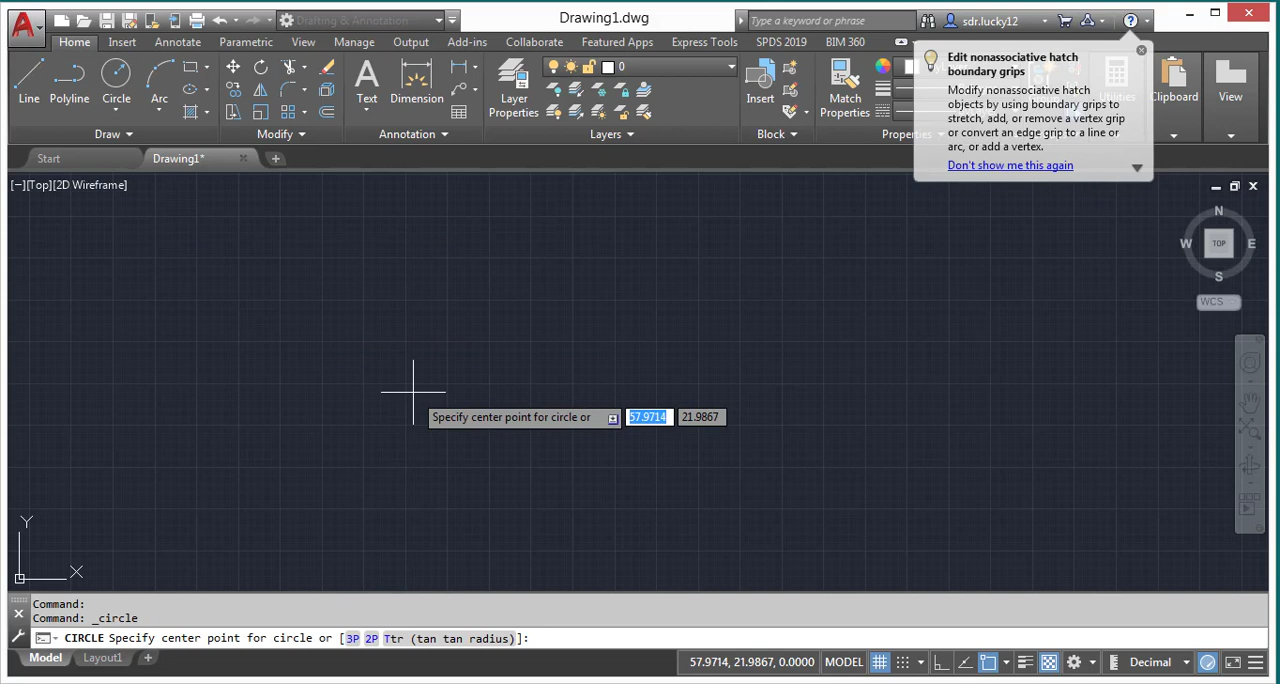 Drafting & Annotation
Drawing1.dwg
Type a keyword or phrase
sdr.lucky12
Home
Insert
Annotate
Parametric
View
Manage
Output
Add-ins
Collaborate
Featured Apps
Express Tools
SPDS 2019
BIM 360
Line
Polyline
Circle
Arc
Text
Dimension
Layer
Properties
0
Insert
Match
Properties
Utilities
Clipboard
View
Draw
Modify
Annotation
Layers
Block
Properties
Edit nonassociative hatch
boundary grips
Modify nonassociative hatch
objects by using boundary grips to
stretch, add, or remove a vertex grip
or convert an edge grip to a line or
arc, or add a vertex.
Don't show me this again
Start
Drawing1*
[−][Top][2D Wireframe]
N
W
TOP
E
S
WCS
Specify center point for circle or
57.9714
21.9867
Y
X
Command:
Command: _circle
CIRCLE Specify center point for circle or [3P 2P Ttr (tan tan radius)]:
Model
Layout1
57.9714, 21.9867, 0.0000
MODEL
Decimal